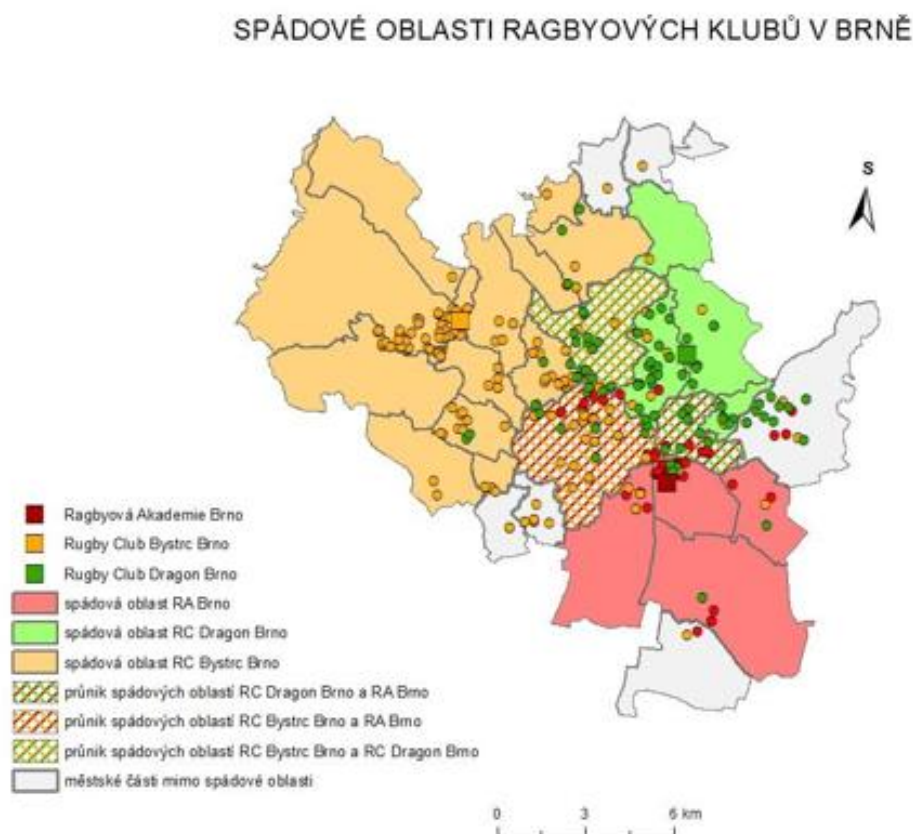 SPÁDOVÉ OBLASTI RAGBYOVÝCH KLUBŮ V BRNĚ
S
Ragbyová Akademie Brno
Rugby Club Bystrc Brno
Rugby Club Dragon Brno
spádová oblast RA Brno
spádová oblast RC Dragon Brno
spádová oblast RC Bystrc Brno
průnik spádových oblastí RC Dragon Brno a RA Brno
průnik spádových oblastí RC Bystrc Brno a RA Brno
průnik spádových oblastí RC Bystrc Brno a RC Dragon Brno
městské části mimo spádové oblasti
0 3 6 km